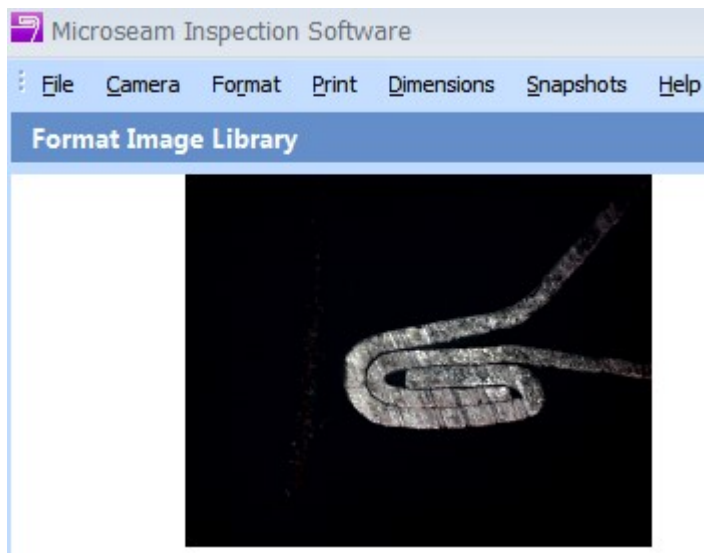 Microseam Inspection Software
File Camera Format Print Dimensions Snapshots Help
Format Image Library